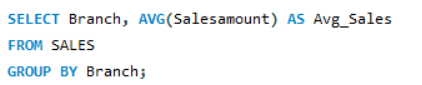 SELECT Branch, AVG(Salesamount) AS Avg_Sales
FROM SALES
GROUP BY Branch;